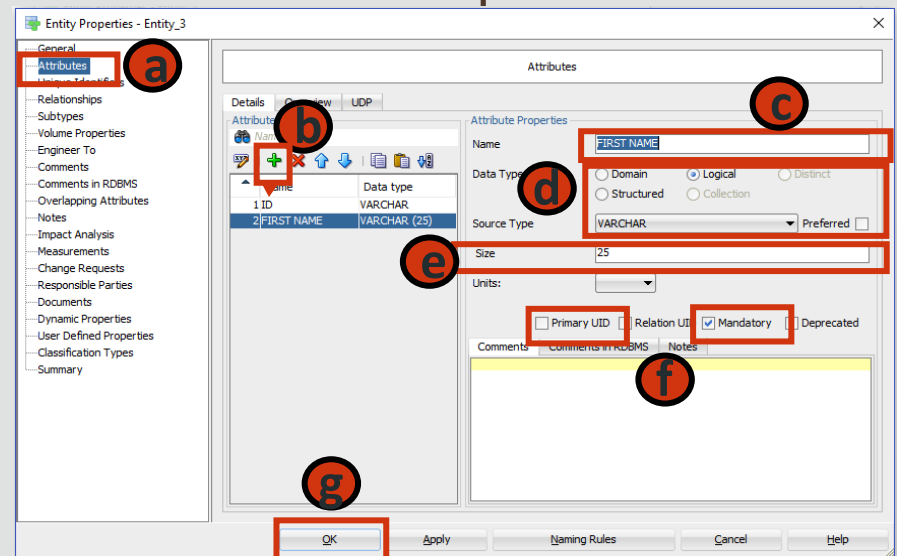 Entity Properties - Entity_3
General
Attributes
Relationships
Subtypes
Volume Properties
Engineer To
Comments
Comments in RDBMS
Overlapping Attributes
Notes
Impact Analysis
Measurements
Change Requests
Responsible Parties
Documents
Dynamic Properties
User Defined Properties
Classification Types
Summary
a
Attributes
Details UDP
b
XYZ
Data type
1 ID VARCHAR
2 FIRST NAME VARCHAR (25)
Attribute Properties
c
Name FIRST NAME
Data Type Domain Logical Distinct
d
Structured Collection
Source Type VARCHAR Preferred
e
Size 25
Units:
Primary UID Relation Mandatory Deprecated
Comments Comments in RDBMS Notes
f
g
OK Apply Naming Rules Cancel Help